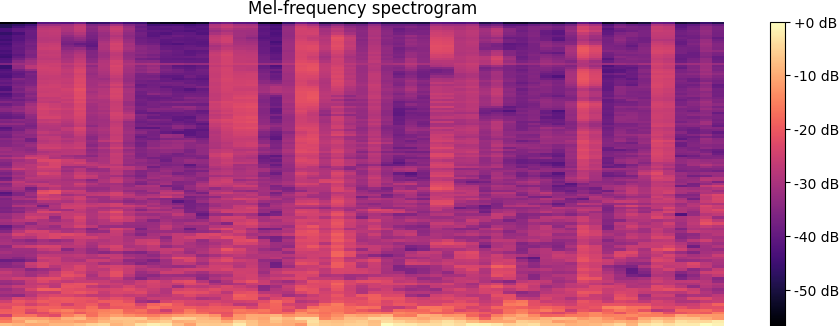 Mel-frequency spectrogram
+0 dB
-10 dB
-20 dB
-30 dB
-40 dB
-50 dB